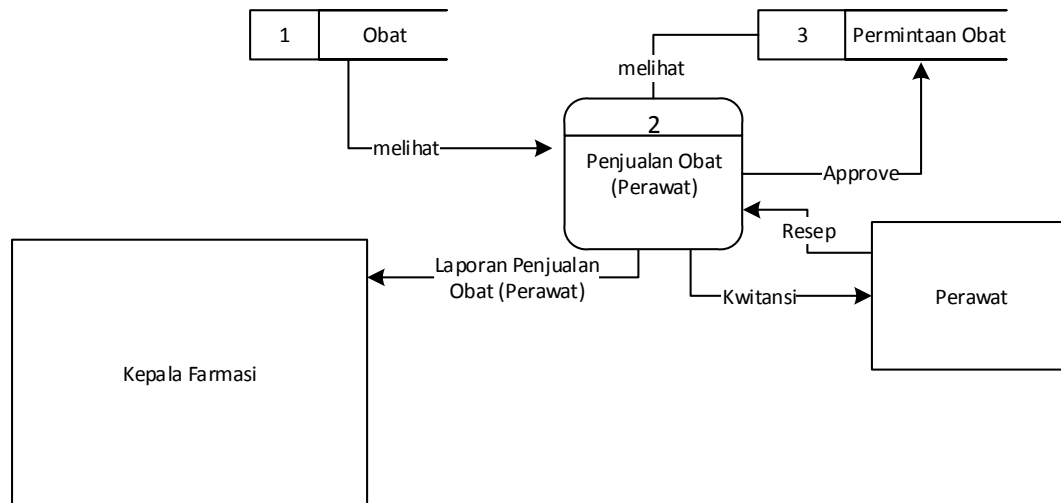 1
Obat
3
Permintaan Obat
melihat
melihat
2
Penjualan Obat
(Perawat)
Approve
Resep
Laporan Penjualan
Obat (Perawat)
Kwitansi
Perawat
Kepala Farmasi